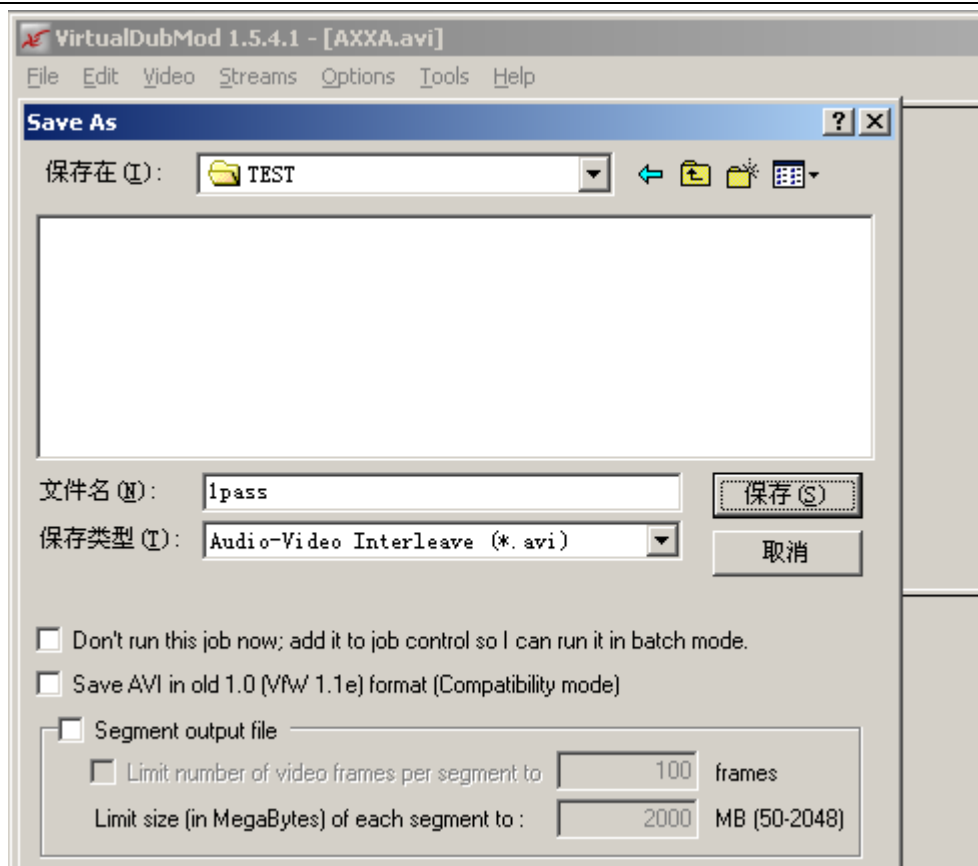 VirtualDubMod 1.5.4.1 - [AXXA.avi]
File Edit Video Streams Options Tools Help
Save As
保存在(I): TEST
文件名(N): 1pass 保存(S)
保存类型(T): Audio-Video Interleave (*.avi) 取消
Don't run this job now; add it to job control so I can run it in batch mode.
Save AVI in old 1.0 (VfW 1.1e) format (Compatibility mode)
Segment output file
Limit number of video frames per segment to 100 frames
Limit size (in MegaBytes) of each segment to : 2000 MB (50-2048)